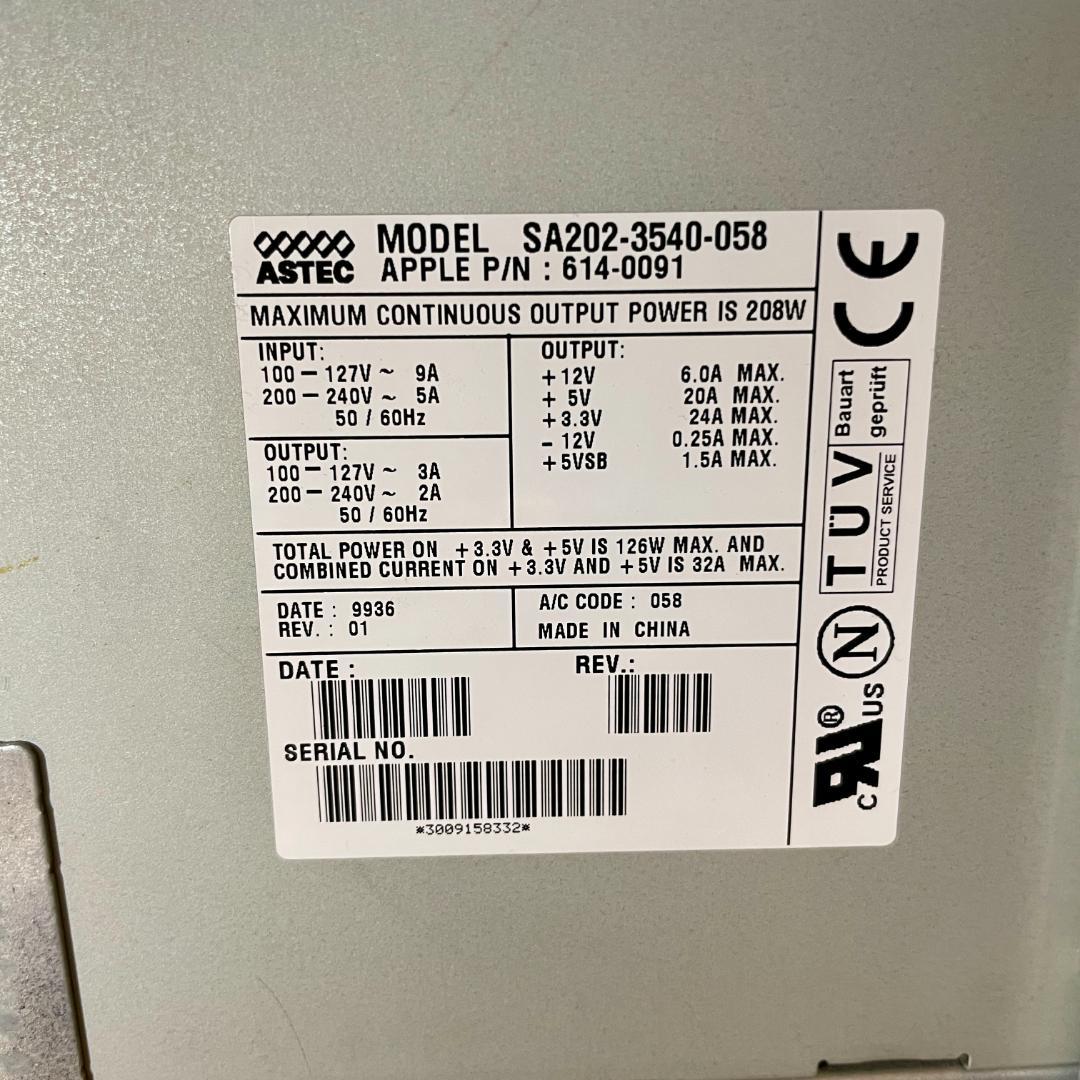 ASTEC
MODEL SA202-3540-058
APPLE P/N : 614-0091
MAXIMUM CONTINUOUS OUTPUT POWER IS 208W
INPUT:
100 - 127V ~ 9A
200 - 240V ~ 5A
50 / 60Hz
OUTPUT:
100 - 127V ~ 3A
200 - 240V ~ 2A
50 / 60Hz
OUTPUT:
+12V 6.0A MAX.
+ 5V 20A MAX.
+3.3V 24A MAX.
- 12V 0.25A MAX.
+5VSB 1.5A MAX.
TOTAL POWER ON +3.3V & +5V IS 126W MAX. AND
COMBINED CURRENT ON +3.3V AND +5V IS 32A MAX.
DATE : 9936
REV. : 01
A/C CODE : 058
MADE IN CHINA
DATE :
REV.:
SERIAL NO.
*3009158332*
CE
Bauart
geprüft
TÜV
PRODUCT SERVICE
N
C RU ® US